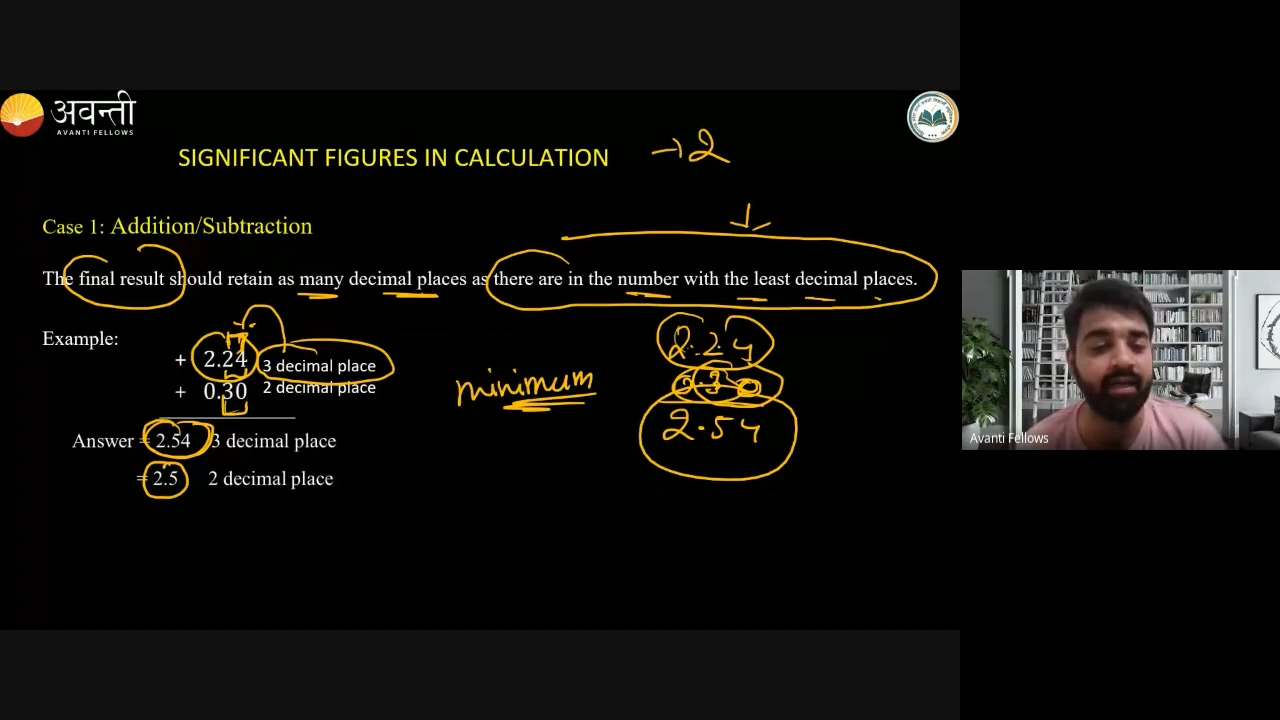 अवन्ती
AVANTI FELLOWS
SIGNIFICANT FIGURES IN CALCULATION
→2
Case 1: Addition/Subtraction
The final result should retain as many decimal places as there are in the number with the least decimal places.
Example:
+ 2.24 3 decimal place
+ 0.30 2 decimal place
Answer = 2.54 3 decimal place
= 2.5 2 decimal place
minimum
2.24
0.30
2.54
Avanti Fellows